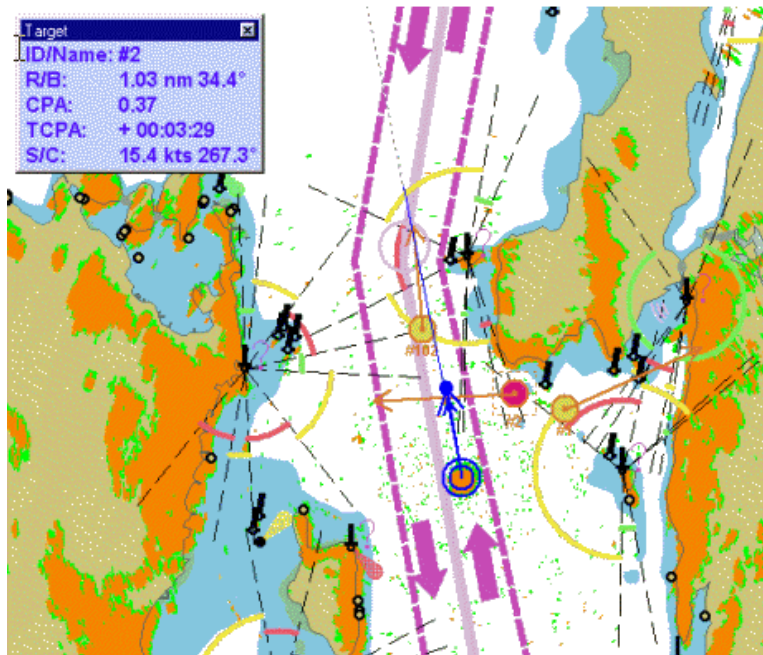 Target
ID/Name: #2
R/B: 1.03 nm 34.4°
CPA: 0.37
TCPA: + 00:03:29
S/C: 15.4 kts 267.3°
#102